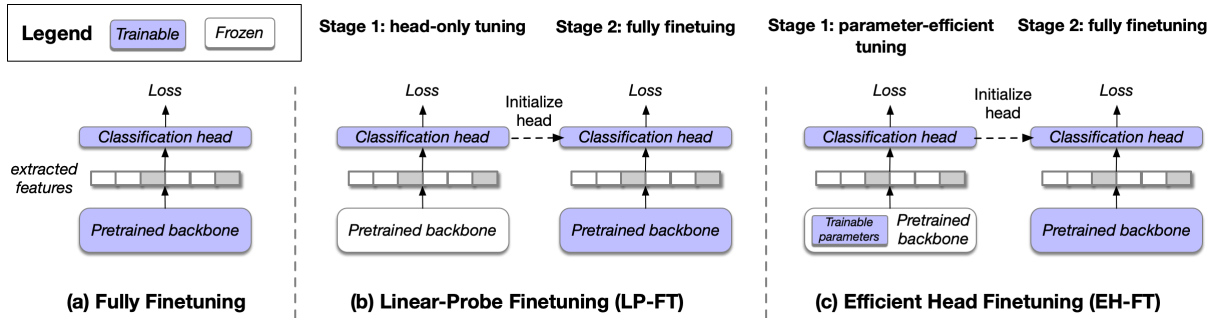 Legend
Trainable
Frozen
Stage 1: head-only tuning
Stage 2: fully finetuing
Stage 1: parameter-efficient
tuning
Stage 2: fully finetuning
Loss
Classification head
extracted
features
Pretrained backbone
(a) Fully Finetuning
Loss
Classification head
Pretrained backbone
Initialize
head
Loss
Classification head
Pretrained backbone
(b) Linear-Probe Finetuning (LP-FT)
Loss
Classification head
Trainable
parameters
Pretrained
backbone
Initialize
head
Loss
Classification head
Pretrained backbone
(c) Efficient Head Finetuning (EH-FT)